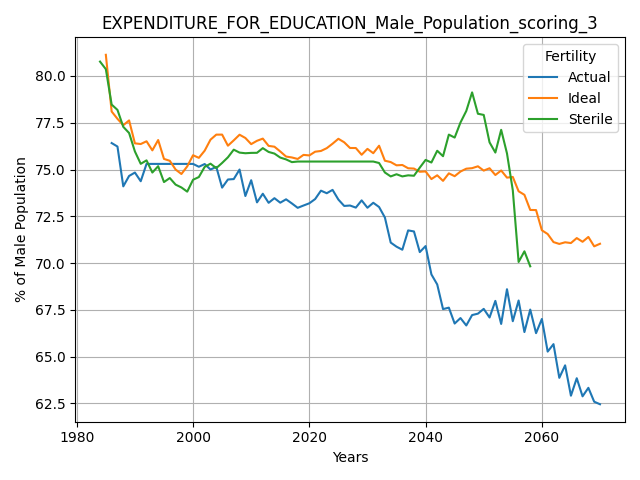 EXPENDITURE_FOR_EDUCATION_Male_Population_scoring_3
Fertility
Actual
Ideal
Sterile
% of Male Population
80.0
77.5
75.0
72.5
70.0
67.5
65.0
62.5
1980
2000
2020
2040
2060
Years